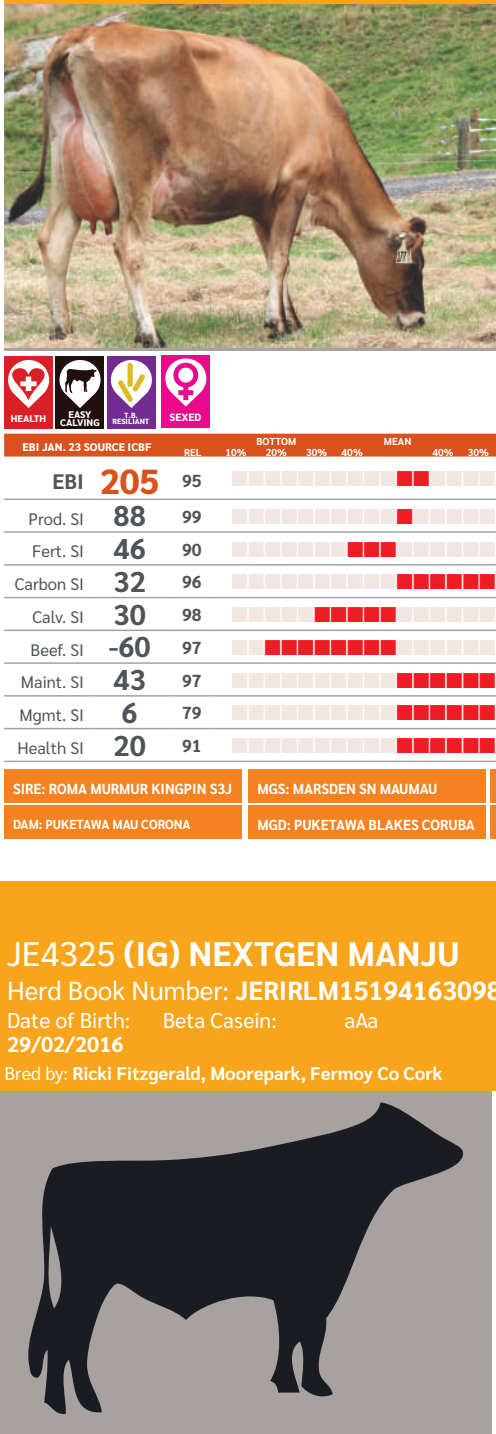 HEALTH
EASY
CALVING
T.B.
RESILIANT
SEXED
EBI JAN. 23 SOURCE ICBF
REL
BOTTOM
MEAN
10% 20% 30% 40% 40% 30%
EBI 205 95
Prod. SI 88 99
Fert. SI 46 90
Carbon SI 32 96
Calv. SI 30 98
Beef. SI -60 97
Maint. SI 43 97
Mgmt. SI 6 79
Health SI 20 91
SIRE: ROMA MURMUR KINGPIN S3J MGS: MARSDEN SN MAUMAU
DAM: PUKETAWA MAU CORONA MGD: PUKETAWA BLAKES CORUBA
JE4325 (IG) NEXTGEN MANJU
Herd Book Number: JERIRLM15194163098
Date of Birth: Beta Casein: aAa
29/02/2016
Bred by: Ricki Fitzgerald, Moorepark, Fermoy Co Cork